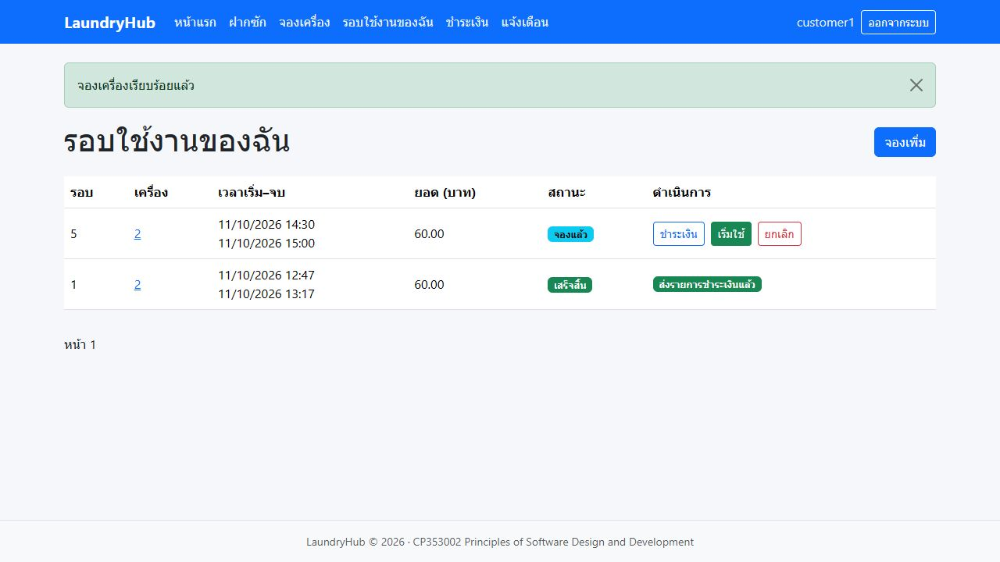 LaundryHub หน้าแรก ฝากซัก จองเครื่อง รอบใช้งานของฉัน ชำระเงิน แจ้งเตือน customer1 ออกจากระบบ
จองเครื่องเรียบร้อยแล้ว
รอบใช้งานของฉัน จองเพิ่ม
รอบ เครื่อง เวลาเริ่ม–จบ ยอด (บาท) สถานะ ดำเนินการ
5 2 11/10/2026 14:30 60.00 จองแล้ว ชำระเงิน เริ่มใช้ ยกเลิก
11/10/2026 15:00
1 2 11/10/2026 12:47 60.00 เสร็จสิ้น ส่งรายการชำระเงินแล้ว
11/10/2026 13:17
หน้า 1
LaundryHub © 2026 · CP353002 Principles of Software Design and Development